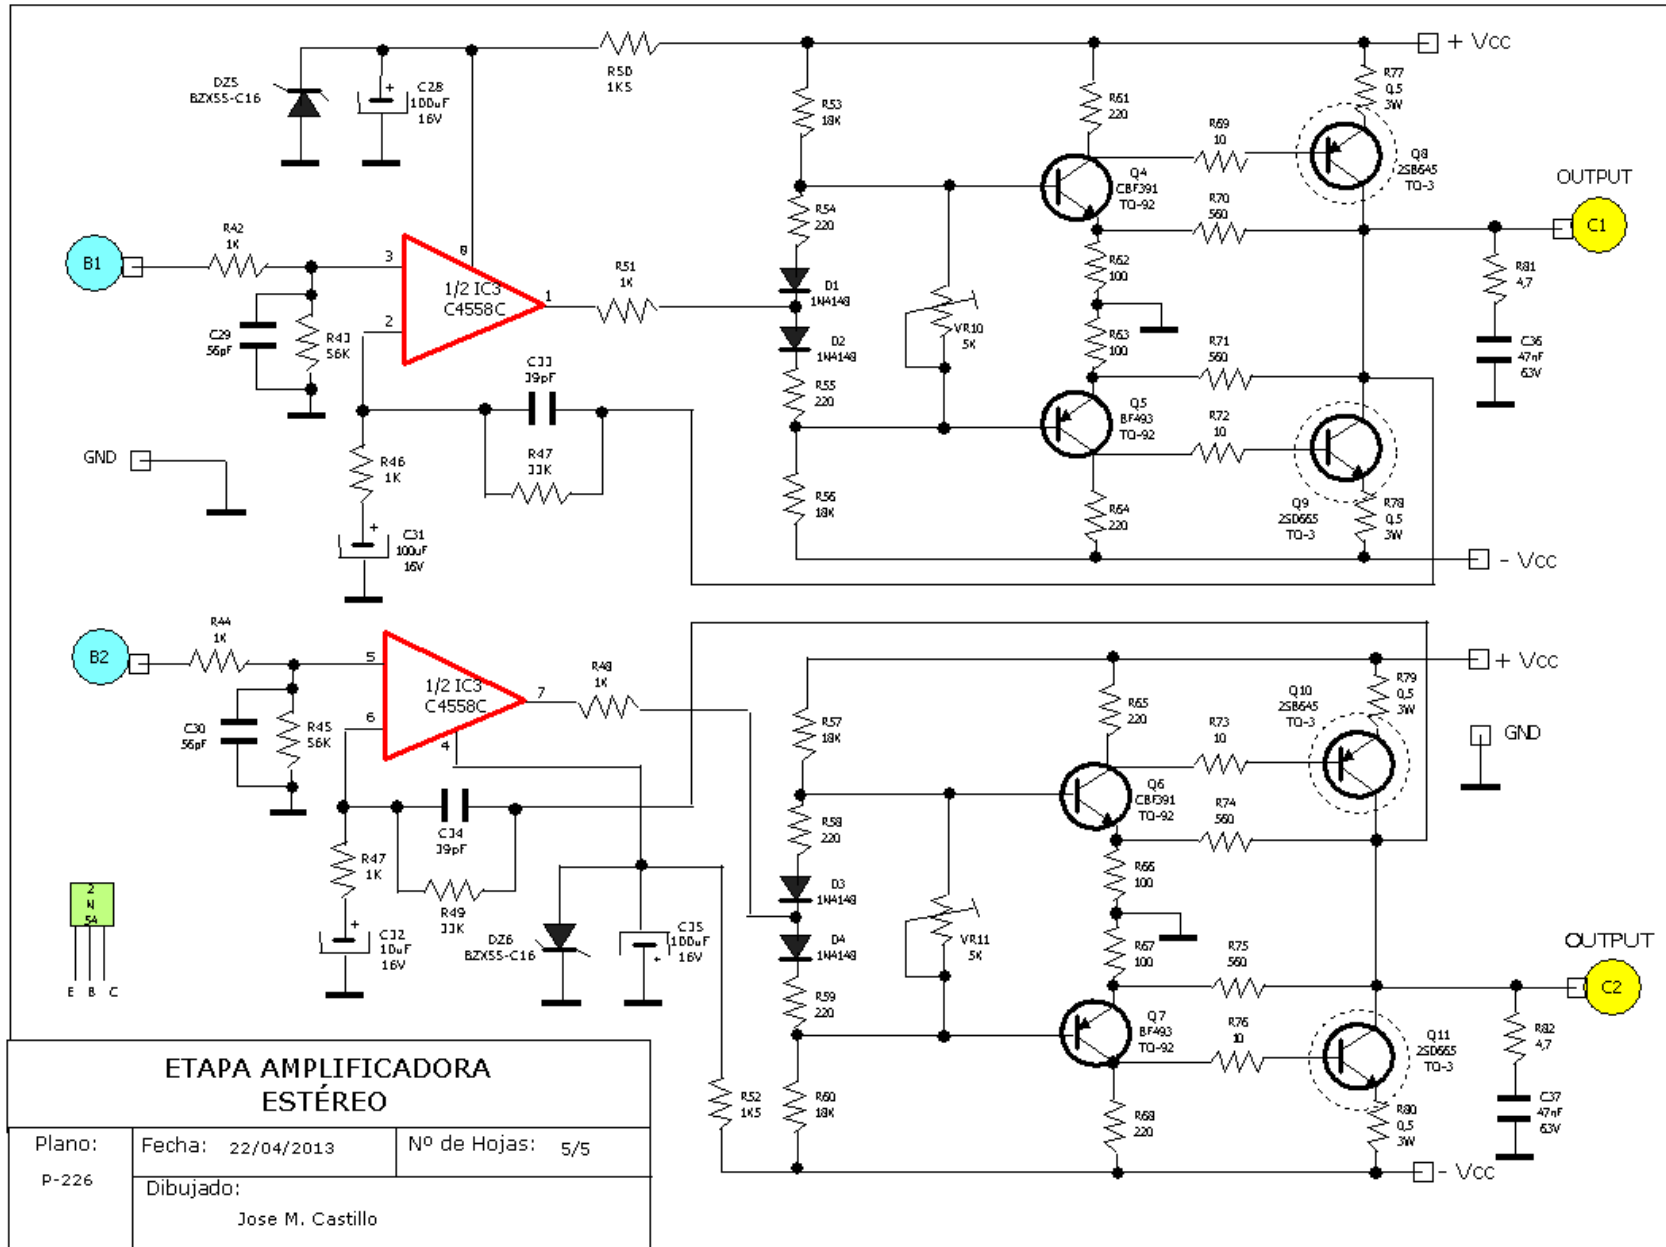 + Vcc
R50
1K5
DZ5
BZX55-C16
C28
100uF
16V
R53
18K
R61
220
R77
0,5
3W
R69
10
Q8
2SB645
TO-3
Q4
CBF391
TO-92
OUTPUT
C1
R54
220
R70
560
R42
1K
B1
3
8
1/2 IC3
C4558C
1
2
R51
1K
R62
100
R81
4,7
D1
1N4148
VR10
5K
C29
56pF
R43
56K
D2
1N4148
R63
100
R71
560
C36
47nF
63V
C33
39pF
R55
220
Q5
BF493
TO-92
R72
10
GND
R46
1K
R47
33K
R56
18K
R64
220
Q9
2SD665
TO-3
R78
0,5
3W
C31
100uF
16V
- Vcc
R44
1K
B2
5
1/2 IC3
C4558C
7
6
4
R48
1K
+ Vcc
R79
0,5
3W
Q10
2SB645
TO-3
R65
220
R57
18K
R73
10
GND
C30
56pF
R45
56K
Q6
CBF391
TO-92
R58
220
R74
560
C34
39pF
R47
1K
R49
33K
R66
100
D3
1N4148
2
N
54
E B C
C32
10uF
16V
DZ6
BZX55-C16
C35
100uF
16V
D4
1N4148
VR11
5K
R67
100
R75
560
OUTPUT
C2
R59
220
Q7
BF493
TO-92
R76
10
Q11
2SD665
TO-3
R82
4,7
R52
1K5
R60
18K
R68
220
R80
0,5
3W
C37
47nF
63V
- Vcc
ETAPA AMPLIFICADORA
ESTÉREO
Plano:
P-226
Fecha: 22/04/2013
Nº de Hojas: 5/5
Dibujado:
Jose M. Castillo